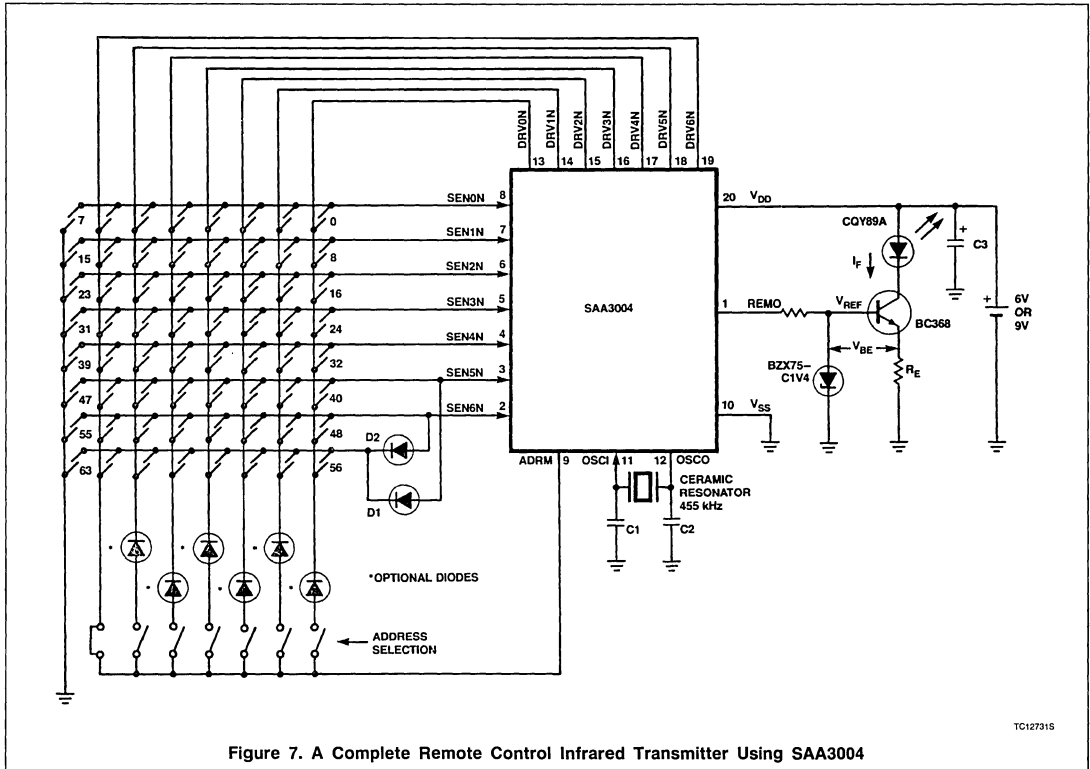 DRV0N
DRV1N
DRV2N
DRV3N
DRV4N
DRV5N
DRV6N
13 14 15 16 17 18 19
SEN0N 8
7 0
SEN1N 7
15 8
SEN2N 6
23 16
SEN3N 5
31 24
SEN4N 4
39 32
SEN5N 3
47 40
SEN6N 2
55 48
63 56
D2
D1
SAA3004
20 VDD
CQY89A
IF
+ C3
+ 6V
OR
9V
1 REMO
VREF
BC368
VBE
BZX75–
C1V4
RE
10 VSS
ADRM 9 OSCI 11 12 OSCO
CERAMIC
RESONATOR
455 kHz
C1 C2
*OPTIONAL DIODES
* * *
* * *
ADDRESS
SELECTION
TC12731S
Figure 7. A Complete Remote Control Infrared Transmitter Using SAA3004